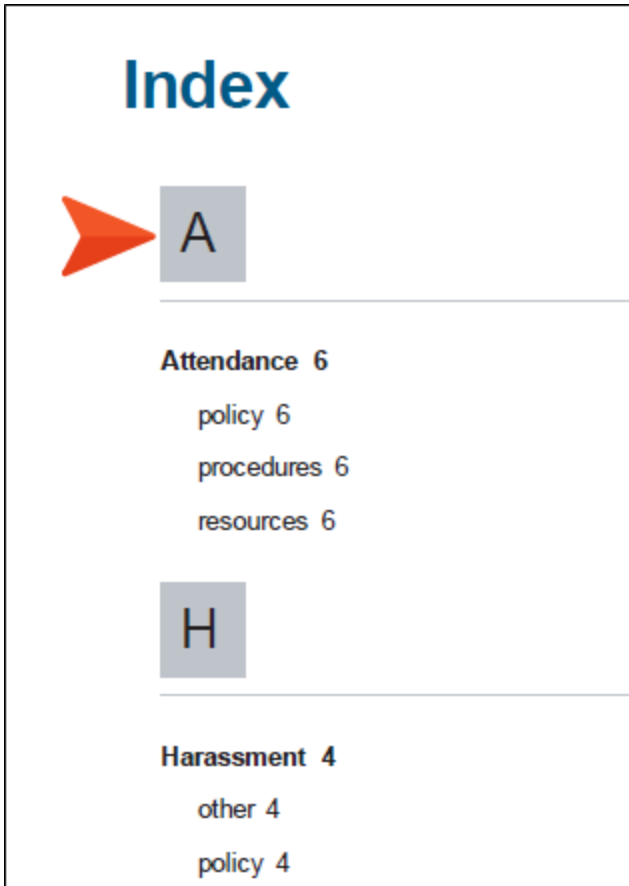 Index
A
Attendance 6
policy 6
procedures 6
resources 6
H
Harassment 4
other 4
policy 4